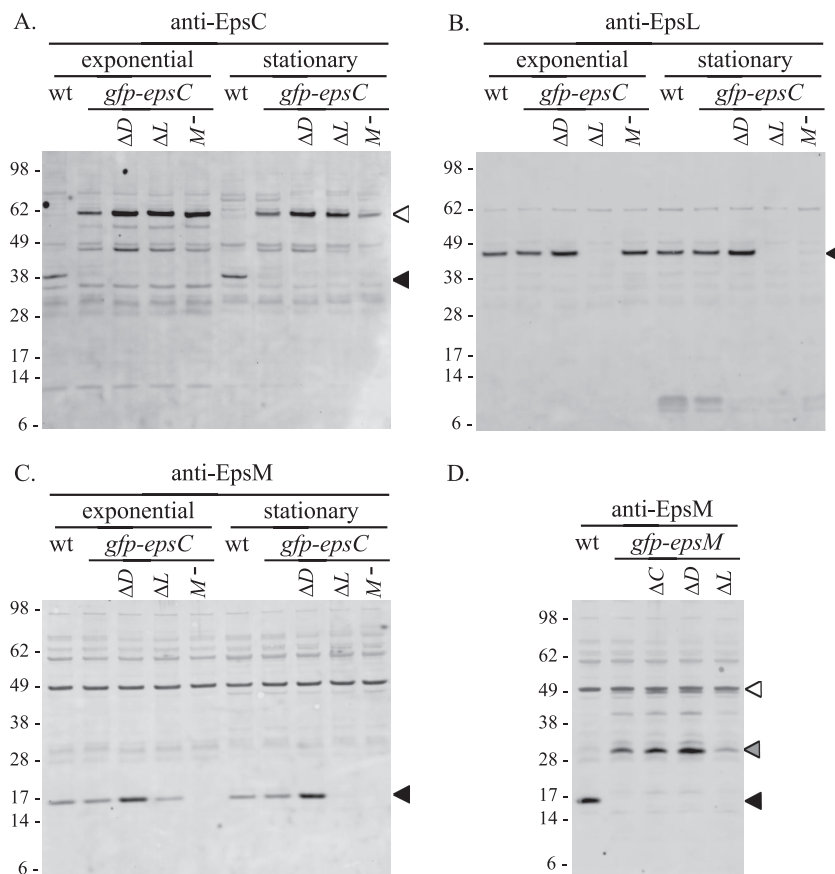 A.
anti-EpsC
exponential
stationary
wt
gfp-epsC
wt
gfp-epsC
ΔD
ΔL
M-
ΔD
ΔL
M-
98 -
62 -
49 -
38 -
28 -
17 -
14 -
6 -
B.
anti-EpsL
exponential
stationary
wt
gfp-epsC
wt
gfp-epsC
ΔD
ΔL
M-
ΔD
ΔL
M-
98 -
62 -
49 -
38 -
28 -
17 -
14 -
6 -
C.
anti-EpsM
exponential
stationary
wt
gfp-epsC
wt
gfp-epsC
ΔD
ΔL
M-
ΔD
ΔL
M-
98 -
62 -
49 -
38 -
28 -
17 -
14 -
6 -
D.
anti-EpsM
wt
gfp-epsM
ΔC
ΔD
ΔL
98 -
62 -
49 -
38 -
28 -
17 -
14 -
6 -